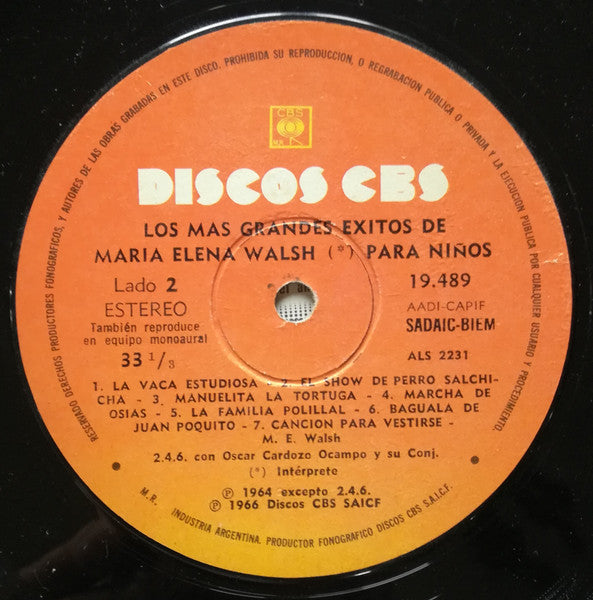 RESERVADO DERECHOS PRODUCTORES FONOGRAFICOS, Y AUTORES DE LAS OBRAS GRABADAS EN ESTE DISCO. PROHIBIDA SU REPRODUCCION, O REGRABACION PUBLICA O PRIVADA Y LA EJECUCION PUBLICA POR CUALQUIER USUARIO Y PROCEDIMIENTO.
CBS
M.R.
DISCOS CBS
LOS MAS GRANDES EXITOS DE
MARIA ELENA WALSH (*) PARA NIÑOS
Lado 2
19.489
ESTEREO
AADI-CAPIF
También reproduce
SADAIC-BIEM
en equipo monoaural
33 1/3
ALS 2231
1. LA VACA ESTUDIOSA - 2. EL SHOW DE PERRO SALCHI-
CHA - 3. MANUELITA LA TORTUGA - 4. MARCHA DE
OSIAS - 5. LA FAMILIA POLILLAL - 6. BAGUALA DE
JUAN POQUITO - 7. CANCION PARA VESTIRSE -
M. E. Walsh
2.4.6. con Oscar Cardozo Ocampo y su Conj.
(*) Intérprete
Ⓟ 1964 excepto 2.4.6.
Ⓟ 1966 Discos CBS SAICF
M.R. INDUSTRIA ARGENTINA. PRODUCTOR FONOGRAFICO DISCOS CBS S.A.I.C.F.